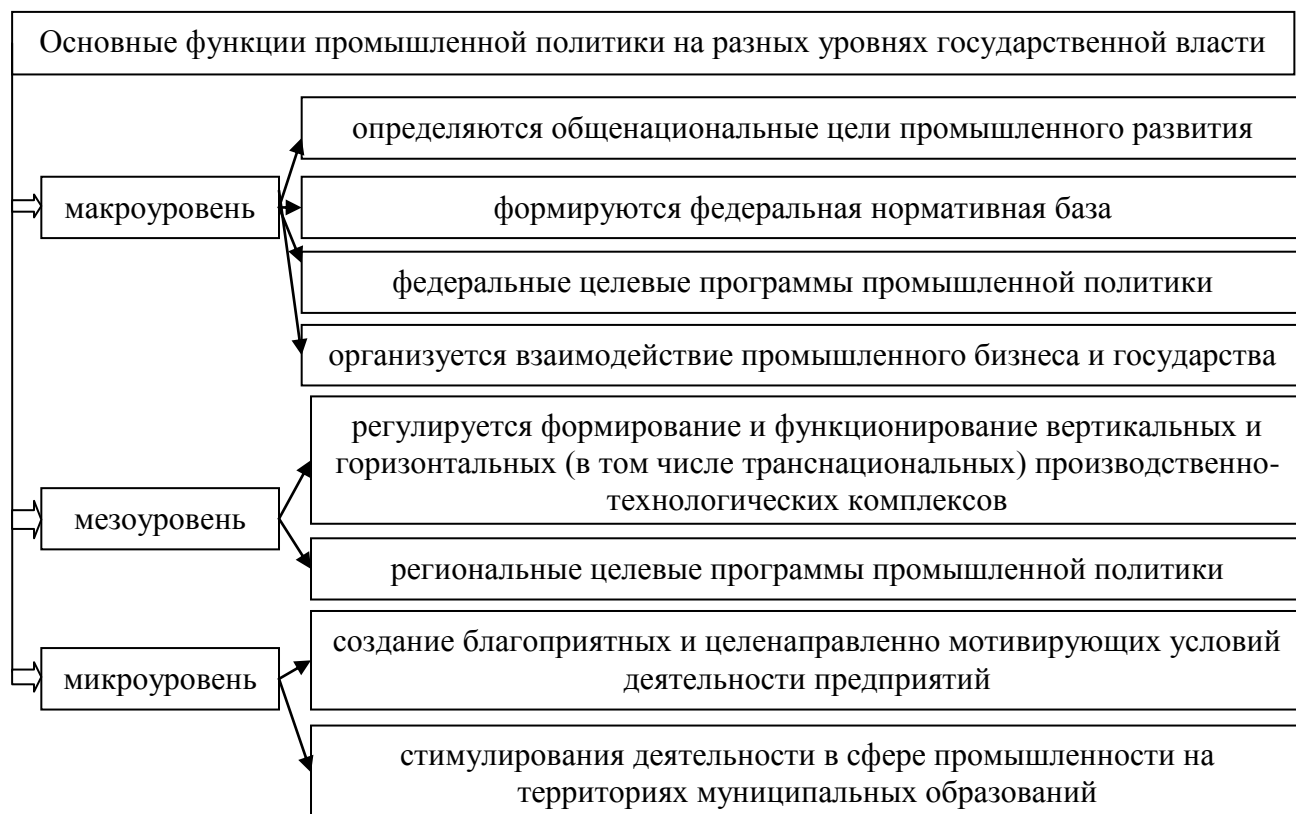 Основные функции промышленной политики на разных уровнях государственной власти
макроуровень
определяются общенациональные цели промышленного развития
формируются федеральная нормативная база
федеральные целевые программы промышленной политики
организуется взаимодействие промышленного бизнеса и государства
мезоуровень
регулируется формирование и функционирование вертикальных и
горизонтальных (в том числе транснациональных) производственно-
технологических комплексов
региональные целевые программы промышленной политики
микроуровень
создание благоприятных и целенаправленно мотивирующих условий
деятельности предприятий
стимулирования деятельности в сфере промышленности на
территориях муниципальных образований